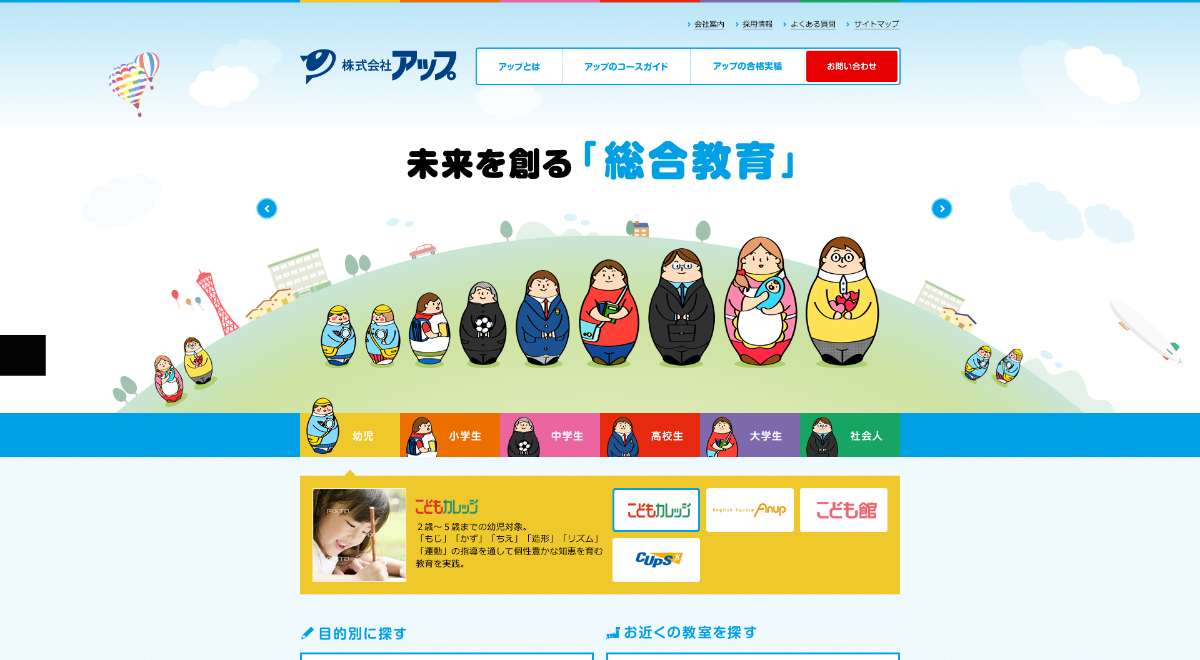 会社案内
採用情報
よくある質問
サイトマップ
株式会社アップ
アップとは
アップのコースガイド
アップの合格実績
お問い合わせ
未来を創る「総合教育」
幼児
小学生
中学生
高校生
大学生
社会人
PIXTA
こどもカレッジ
2歳〜5歳までの幼児対象。
「もじ」「かず」「ちえ」「造形」「リズム」
「運動」の指導を通して個性豊かな知恵を育む
教育を実践。
こどもカレッジ
English Square Anup
こども館
CUPS
目的別に探す
お近くの教室を探す